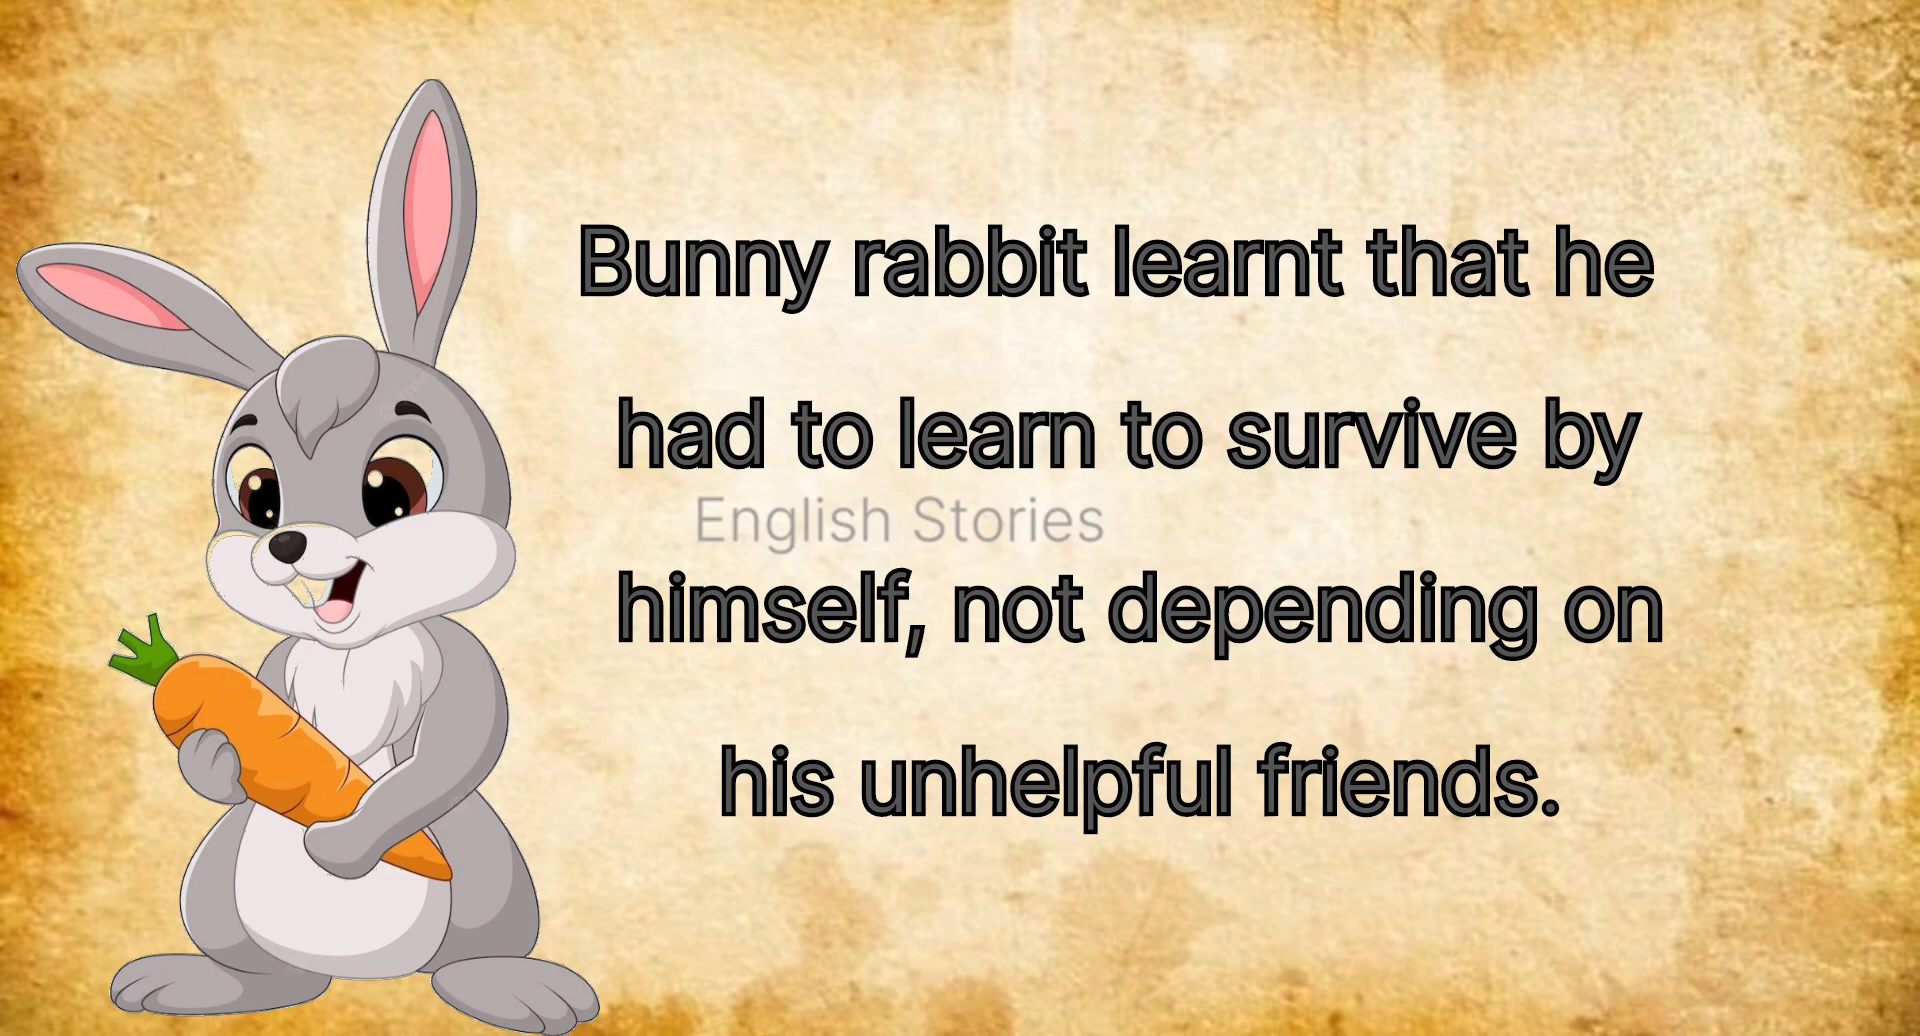 Bunny rabbit learnt that he
had to learn to survive by
English Stories
himself, not depending on
his unhelpful friends.